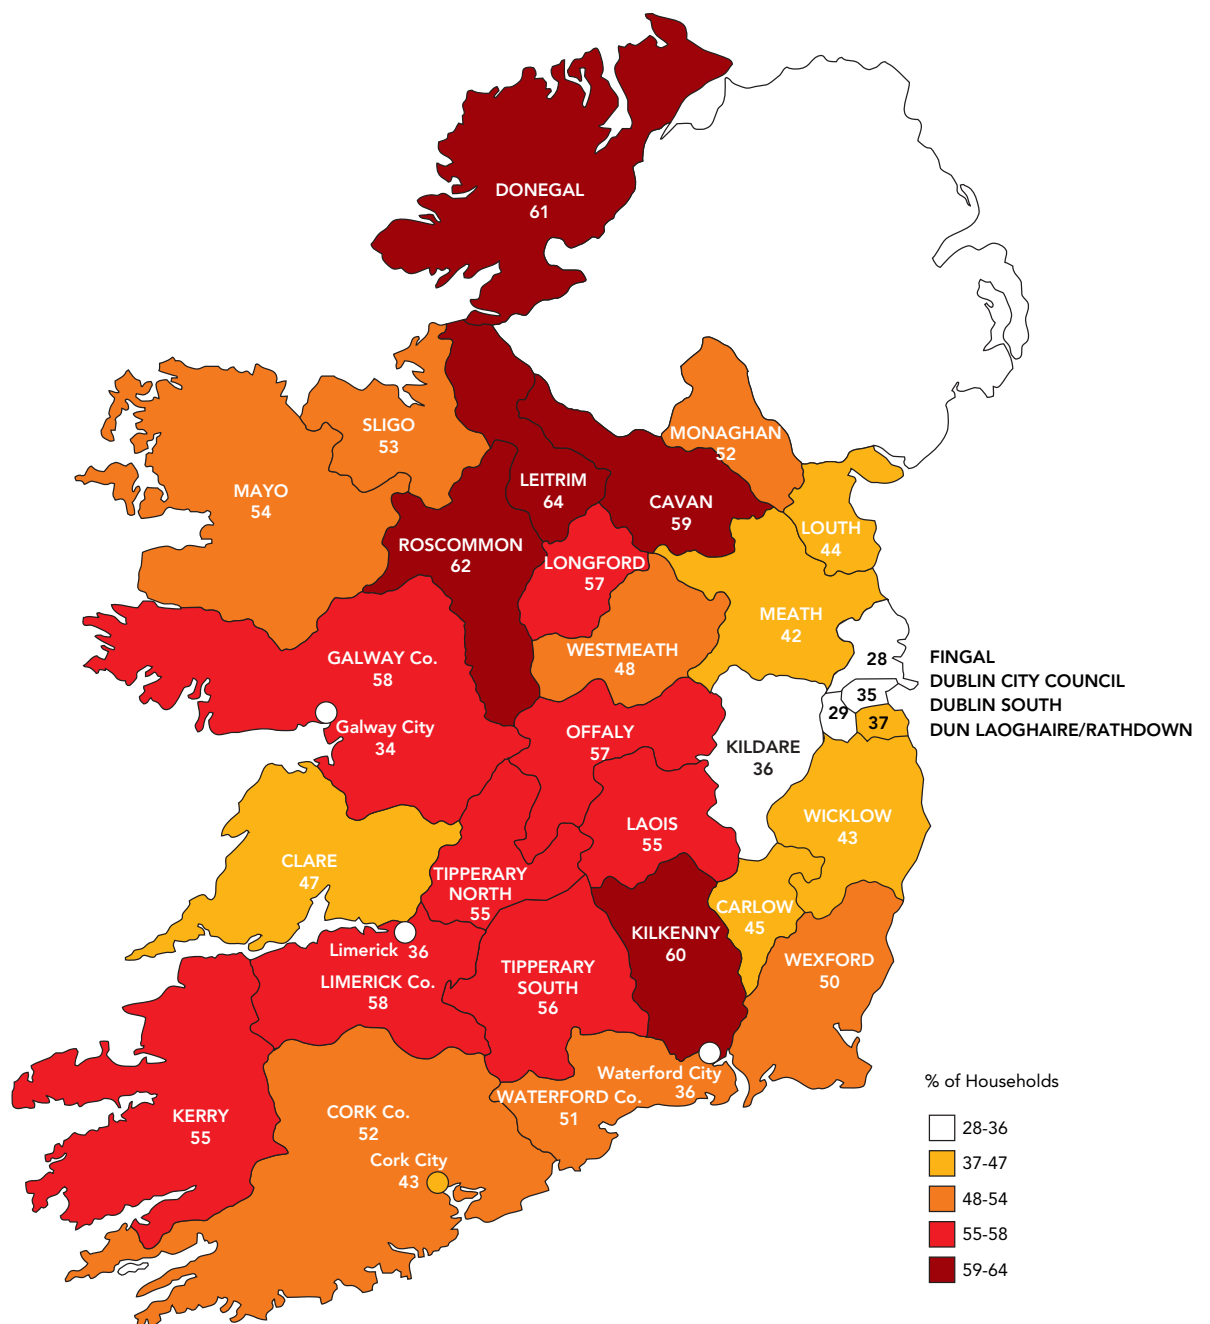 DONEGAL
61
SLIGO
53
MONAGHAN
52
LEITRIM
64
MAYO
54
CAVAN
59
LOUTH
44
ROSCOMMON
62
LONGFORD
57
MEATH
42
WESTMEATH
48
GALWAY Co.
58
28
FINGAL
DUBLIN CITY COUNCIL
DUBLIN SOUTH
DUN LAOGHAIRE/RATHDOWN
35
29
37
Galway City
34
OFFALY
57
KILDARE
36
WICKLOW
43
LAOIS
55
CLARE
47
TIPPERARY
NORTH
55
CARLOW
45
KILKENNY
60
Limerick 36
LIMERICK Co.
58
TIPPERARY
SOUTH
56
WEXFORD
50
Waterford City
36
WATERFORD Co.
51
KERRY
55
CORK Co.
52
Cork City
43
% of Households
28-36
37-47
48-54
55-58
59-64